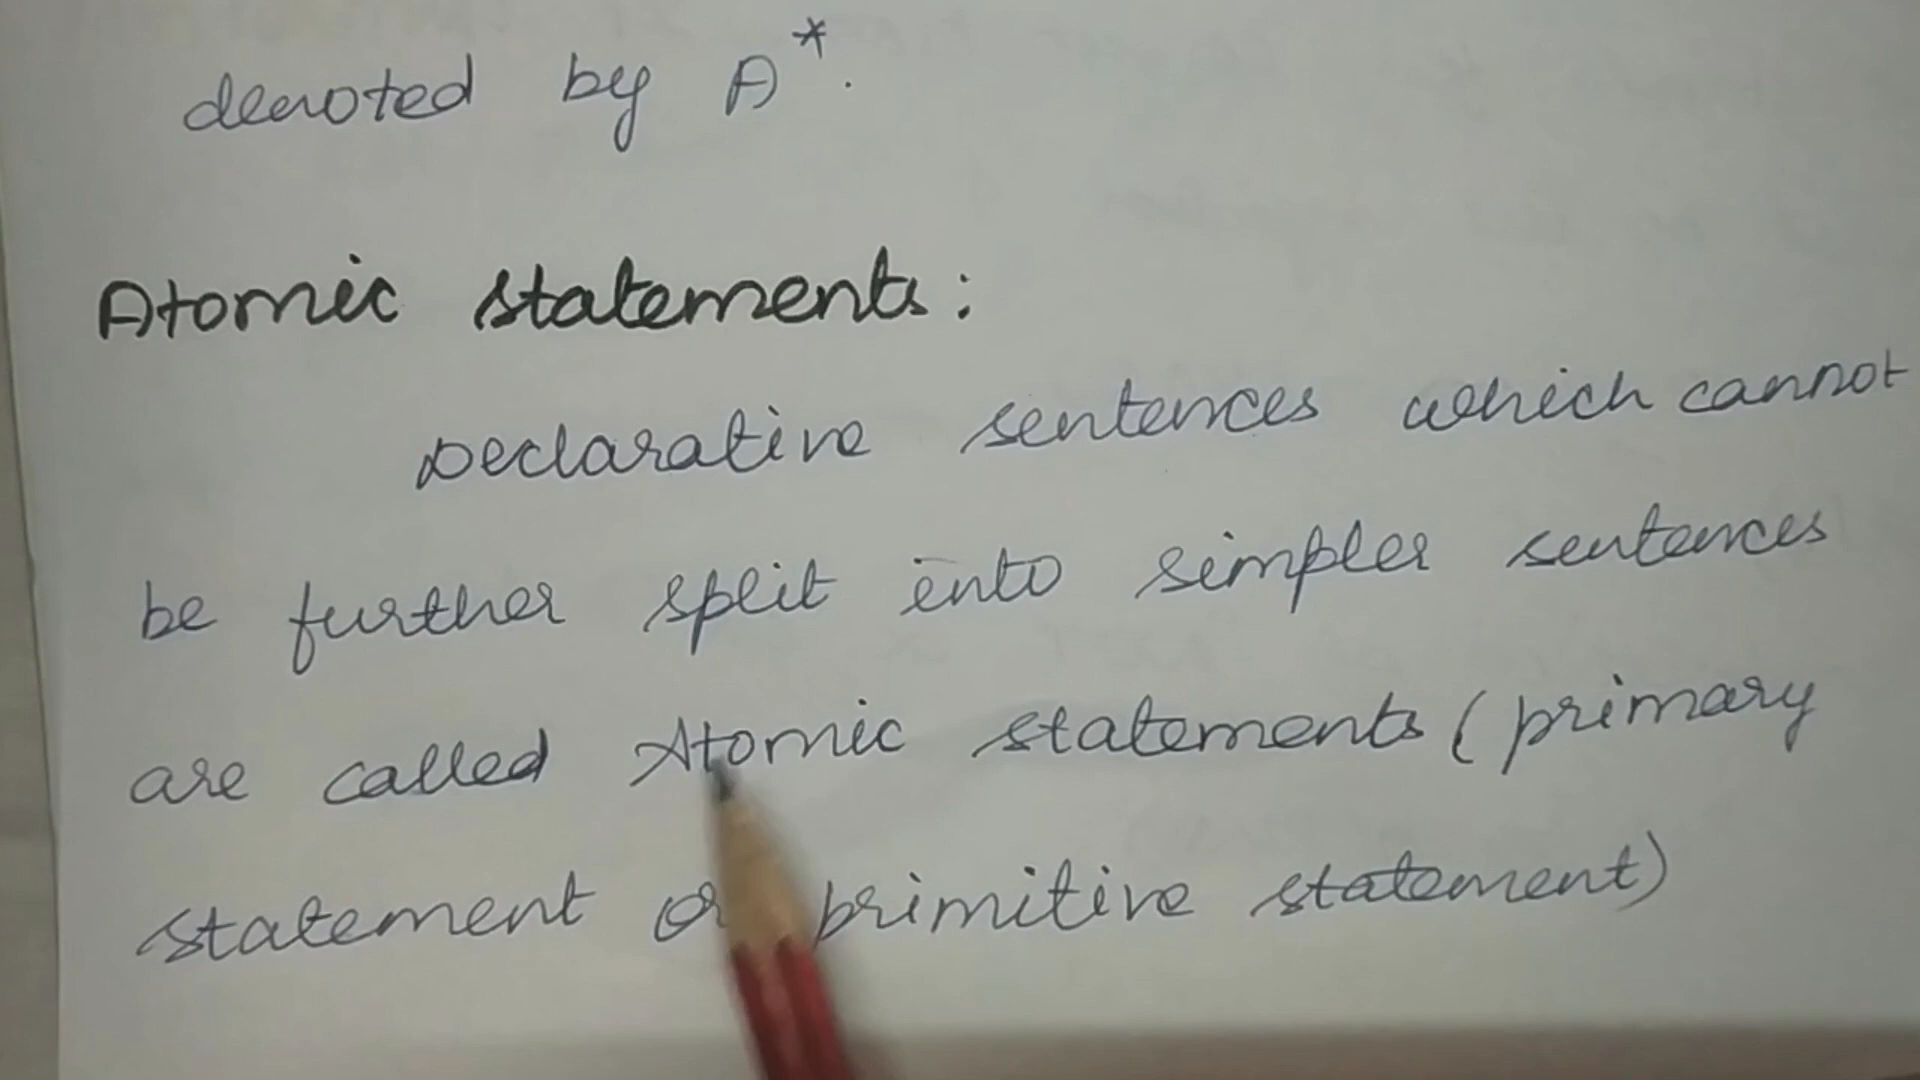 denoted by A*.
Atomic statements:
Declarative sentences which cannot
be further split into simpler sentences
are called Atomic statements (primary
statement or primitive statement)